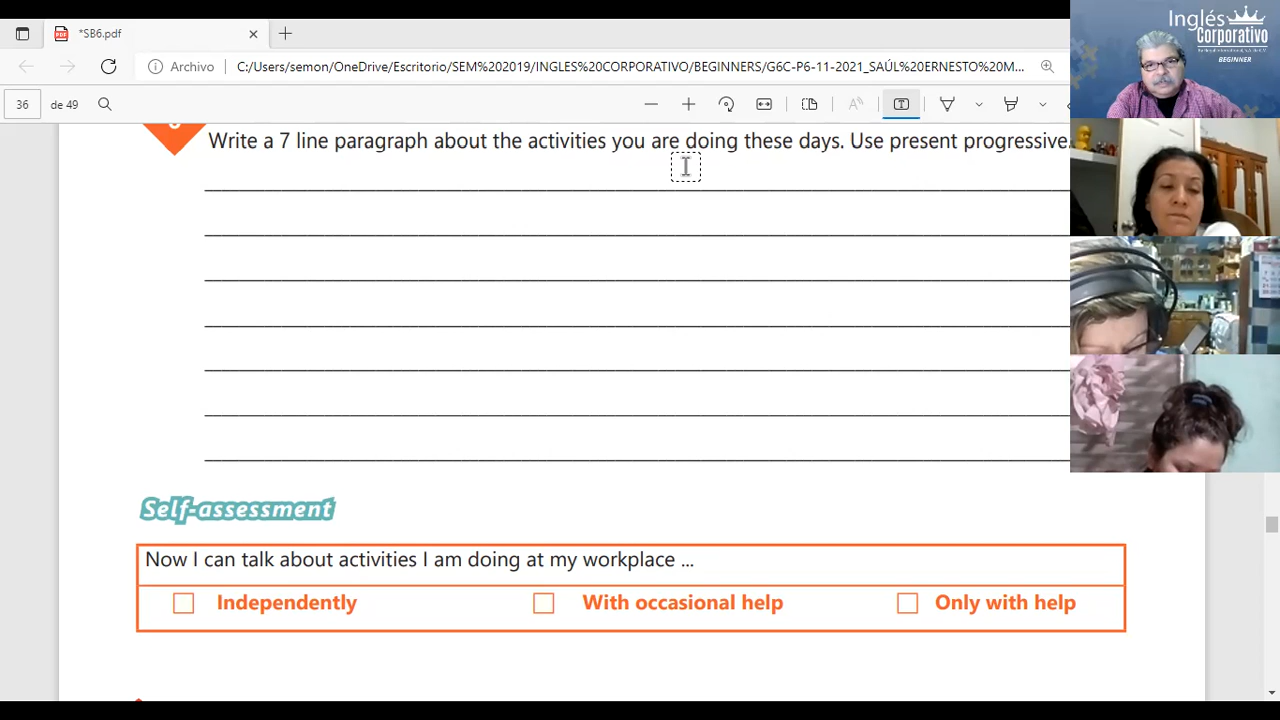 *SB6.pdf
Archivo
C:/Users/semon/OneDrive/Escritorio/SEM%202019/INGLES%20CORPORATIVO/BEGINNERS/G6C-P6-11-2021_SAÚL%20ERNESTO%20M...
36
de 49
Write a 7 line paragraph about the activities you are doing these days. Use present progressive.
Self-assessment
Now I can talk about activities I am doing at my workplace ...
Independently
With occasional help
Only with help
Inglés
Corporativo
BEGINNER